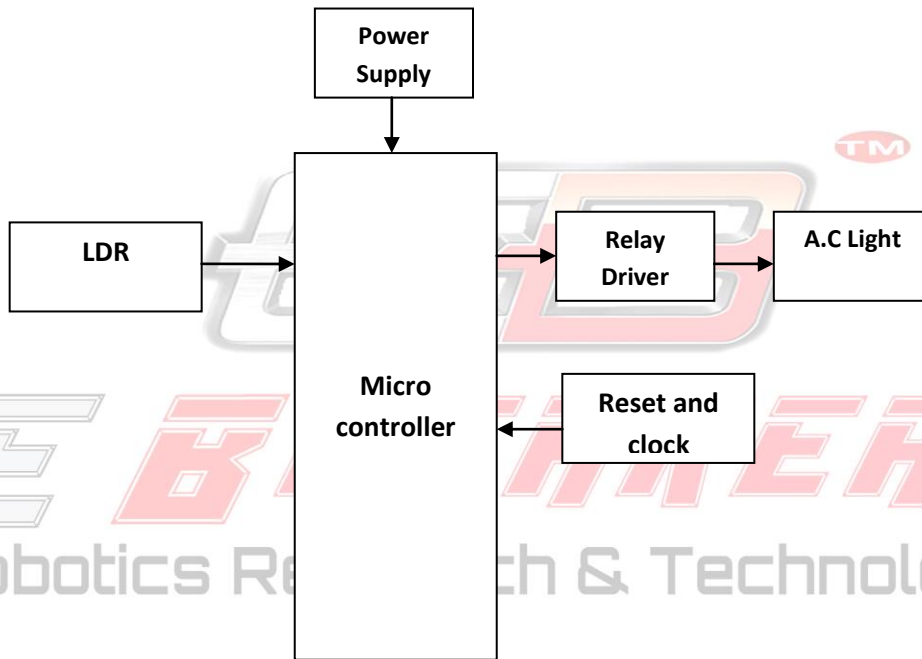 Power
Supply
TM
LDR
Relay
Driver
A.C Light
Micro
controller
Reset and
clock
obotics Re ch & Technol